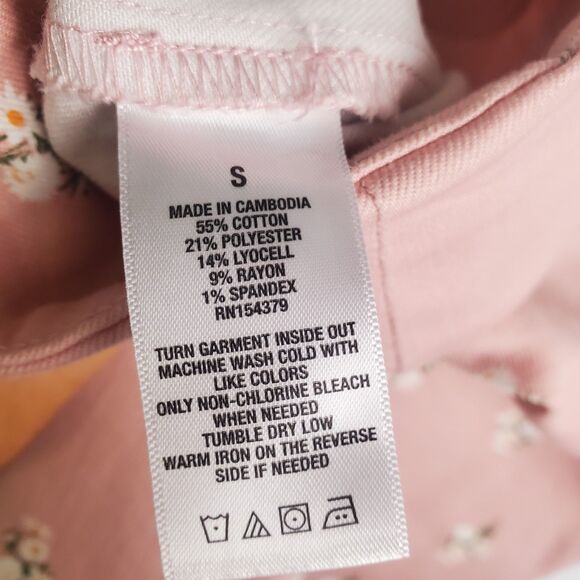 S
MADE IN CAMBODIA
55% COTTON
21% POLYESTER
14% LYOCELL
9% RAYON
1% SPANDEX
RN154379
TURN GARMENT INSIDE OUT
MACHINE WASH COLD WITH
LIKE COLORS
ONLY NON-CHLORINE BLEACH
WHEN NEEDED
TUMBLE DRY LOW
WARM IRON ON THE REVERSE
SIDE IF NEEDED